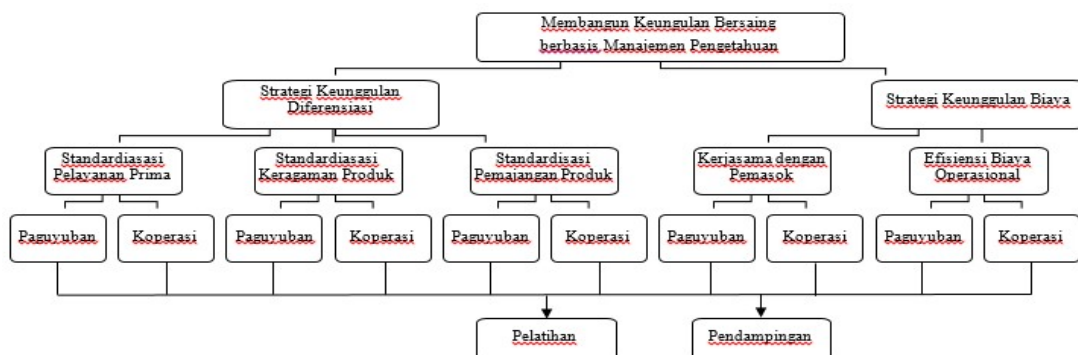 Membangun Keungulan Bersaing
berbasis Manajemen Pengetahuan
Strategi Keunggulan
Diferensiasi
Strategi Keunggulan Biaya
Standardiasasi
Pelayanan Prima
Standardiasasi
Keragaman Produk
Standardisasi
Pemajangan Produk
Kerjasama dengan
Pemasok
Efisiensi Biaya
Operasional
Paguyuban
Koperasi
Paguyuban
Koperasi
Paguyuban
Koperasi
Paguyuban
Koperasi
Paguyuban
Koperasi
Pelatihan
Pendampingan